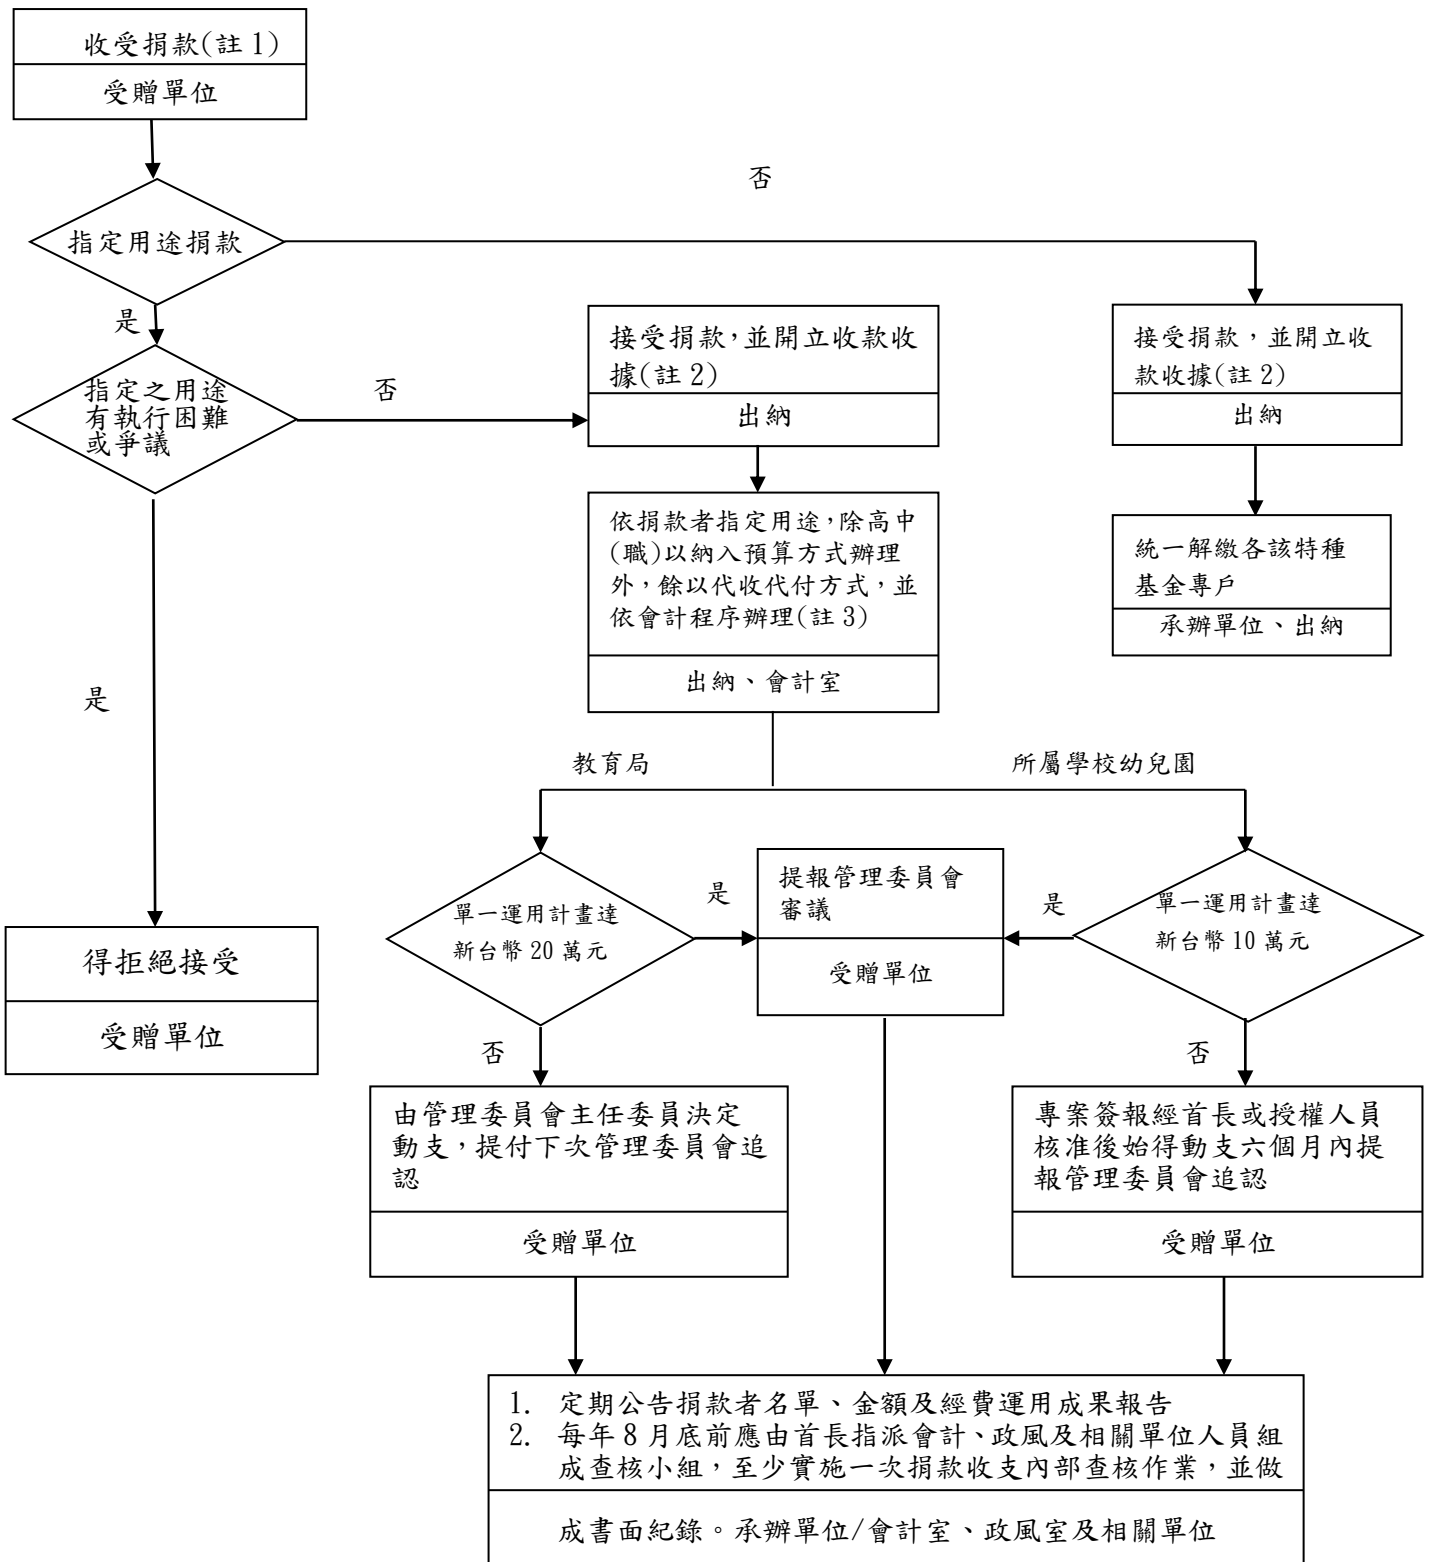 收受捐款(註1)
受贈單位
否
指定用途捐款
是
指定之用途
有執行困難
或爭議
否
接受捐款,並開立收款收
據(註2)
出納
接受捐款，並開立收
款收據(註2)
出納
依捐款者指定用途,除高中
(職)以納入預算方式辦理
外，餘以代收代付方式，並
依會計程序辦理(註3)
出納、會計室
統一解繳各該特種
基金專戶
承辦單位、出納
是
教育局
所屬學校幼兒園
單一運用計畫達
新台幣20萬元
是
提報管理委員會
審議
受贈單位
是
單一運用計畫達
新台幣10萬元
得拒絕接受
受贈單位
否
否
由管理委員會主任委員決定
動支，提付下次管理委員會追
認
受贈單位
專案簽報經首長或授權人員
核准後始得動支六個月內提
報管理委員會追認
受贈單位
1. 定期公告捐款者名單、金額及經費運用成果報告
2. 每年8月底前應由首長指派會計、政風及相關單位人員組
成查核小組，至少實施一次捐款收支內部查核作業，並做
成書面紀錄。承辦單位/會計室、政風室及相關單位